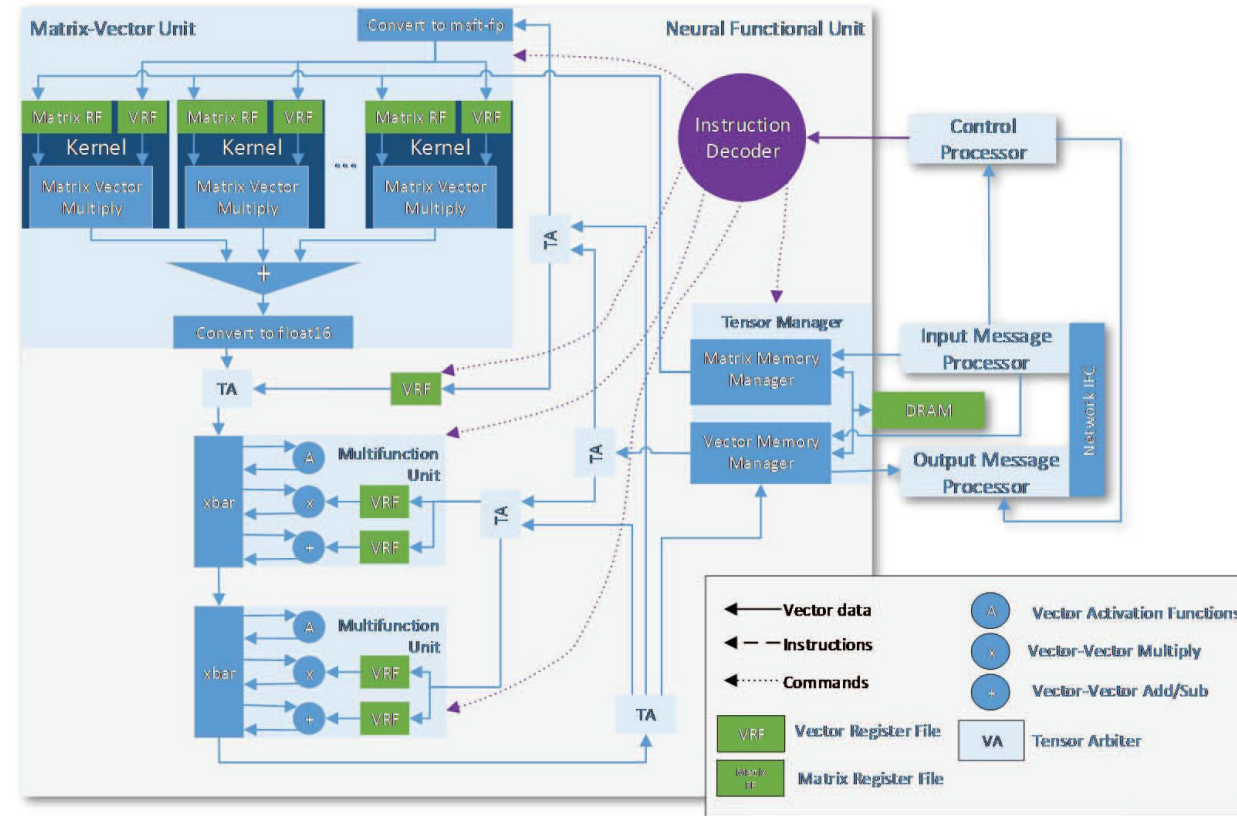 Matrix-Vector Unit
Convert to msft-fp
Neural Functional Unit
Matrix RF
VRF
Matrix RF
VRF
Matrix RF
VRF
Kernel
Kernel
...
Kernel
Matrix Vector
Multiply
Matrix Vector
Multiply
Matrix Vector
Multiply
+
Convert to float16
Instruction
Decoder
Control
Processor
TA
Tensor Manager
Matrix Memory
Manager
Vector Memory
Manager
Input Message
Processor
DRAM
Output Message
Processor
Network IFC
TA
VRF
TA
xbar
A
x
+
Multifunction
Unit
VRF
VRF
TA
xbar
A
x
+
Multifunction
Unit
VRF
VRF
TA
Vector data
Instructions
Commands
VRF
Vector Register File
Matrix
RF
Matrix Register File
A
Vector Activation Functions
x
Vector-Vector Multiply
+
Vector-Vector Add/Sub
VA
Tensor Arbiter